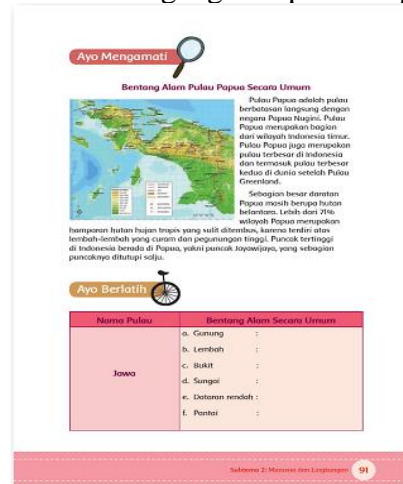 Ayo Mengamati
Bentang Alam Pulau Papua Secara Umum
Pulau Papua adalah pulau
berbatasan langsung dengan
negara Papua Nugini. Pulau
Papua merupakan bagian
dari wilayah Indonesia timur.
Pulau Papua juga merupakan
pulau terbesar di Indonesia
dan termasuk pulau terbesar
kedua di dunia setelah Pulau
Greenland.
Sebagian besar daratan
Papua masih berupa hutan
belantara. Lebih dari 71%
wilayah Papua merupakan
hamparan hutan hujan tropis yang sulit ditembus, karena terdiri atas
lembah-lembah yang curam dan pegunungan tinggi. Puncak tertinggi
di Indonesia berada di Papua, yakni puncak Jayawijaya, yang sebagian
puncaknya ditutupi salju.
Ayo Berlatih
Nama Pulau Bentang Alam Secara Umum
Jawa
a. Gunung :
b. Lembah :
c. Bukit :
d. Sungai :
e. Dataran rendah :
f. Pantai :
Subtema 2: Manusia dan Lingkungan 91